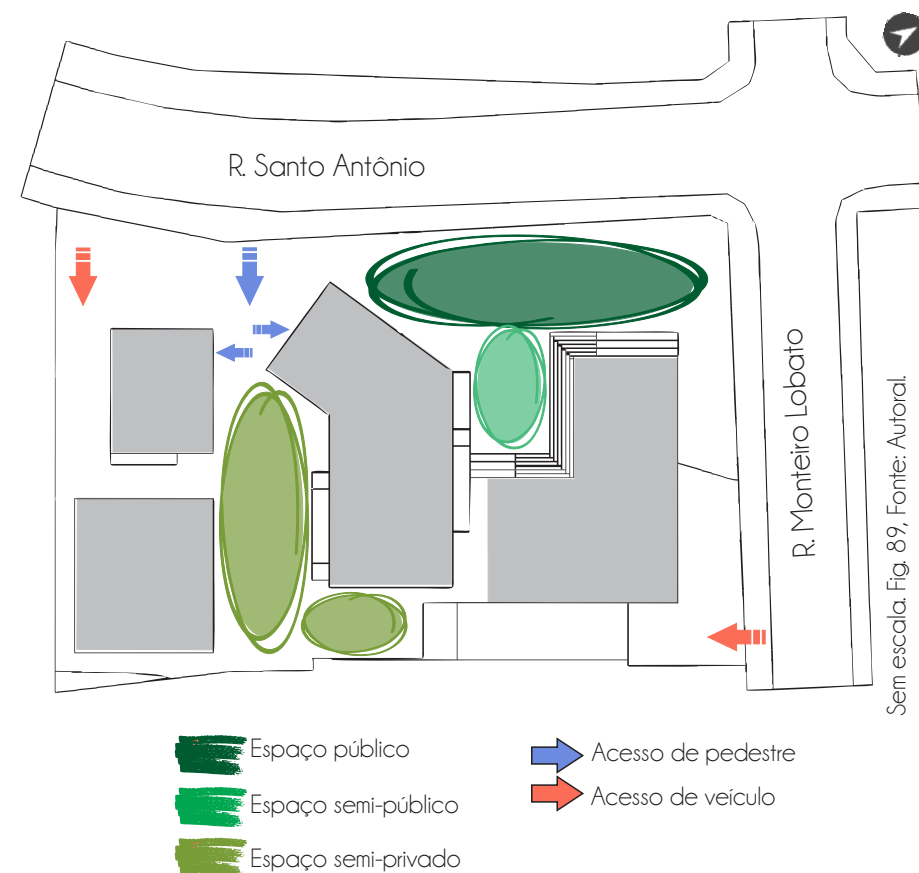 R. Santo Antônio
R. Monteiro Lobato
Sem escala. Fig. 89, Fonte: Autoral.
Espaço público
Espaço semi-público
Espaço semi-privado
Acesso de pedestre
Acesso de veículo